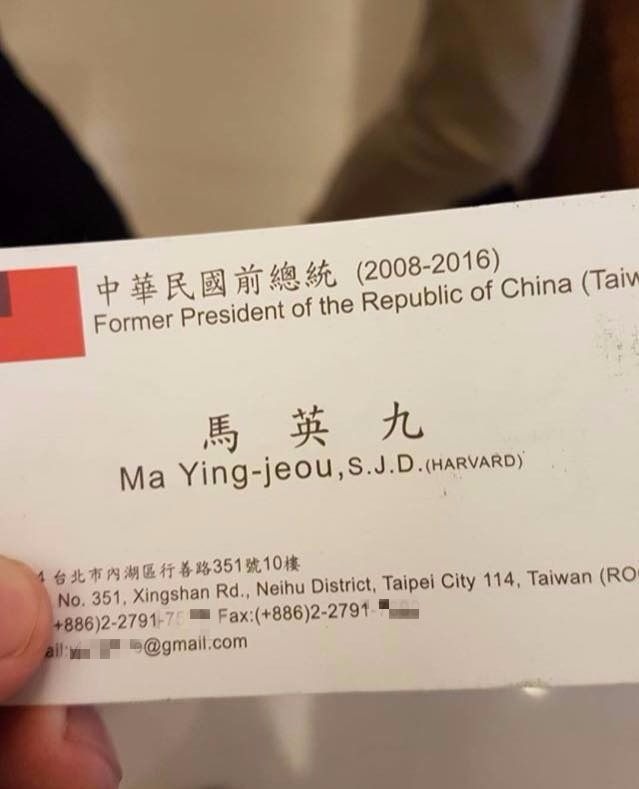 中華民國前總統 (2008-2016)
Former President of the Republic of China (Taiw
馬英九
Ma Ying-jeou, S.J.D. (HARVARD)
4 台北市內湖區行善路351號10樓
No. 351, Xingshan Rd., Neihu District, Taipei City 114, Taiwan (RO
+886)2-2791-7 Fax:(+886)2-2791-
ail: @gmail.com